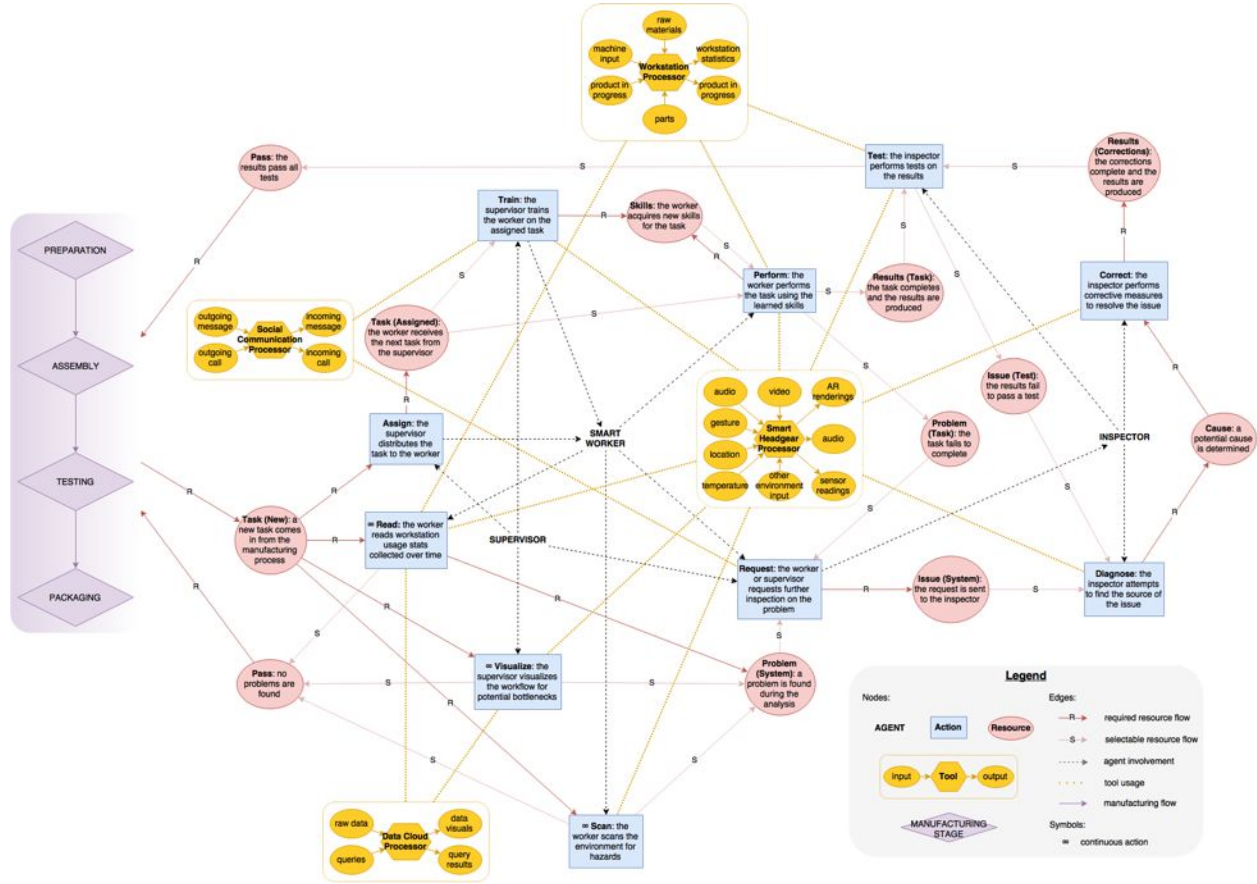 raw
materials
machine
input
workstation
statistics
Workstation
Processor
product in
progress
product in
progress
parts
Pass: the
results pass all
tests
S
Test: the inspector
performs tests on
the results
S
Results
(Corrections):
the corrections
complete and the
results are
produced
Train: the
supervisor trains
the worker on the
assigned task
R
Skills: the worker
acquires new skills
for the task
S
R
S
S
R
PREPARATION
R
S
Perform: the
worker performs
the task using the
learned skills
S
Results (Task):
the task completes
and the results are
produced
Correct: the
inspector performs
corrective measures
to resolve the issue
outgoing
message
incoming
message
Social
Communication
Processor
outgoing
call
incoming
call
Task (Assigned):
the worker receives
the next task from
the supervisor
S
S
R
ASSEMBLY
R
Issue (Test):
the results fail
to pass a test
audio
video
AR
renderings
gesture
Smart
Headgear
Processor
audio
location
temperature
other
environment
input
sensor
readings
Assign: the
supervisor
distributes the
task to the worker
SMART
WORKER
Problem
(Task): the
task fails to
complete
INSPECTOR
Cause: a
potential cause
is determined
TESTING
R
R
S
S
R
Task (New): a
new task comes
in from the
manufacturing
process
R
∞ Read: the worker
reads workstation
usage stats
collected over time
SUPERVISOR
Request: the worker
or supervisor
requests further
inspection on the
problem
R
Issue (System):
the request is sent
to the inspector
S
Diagnose: the
inspector attempts
to find the source of
the issue
PACKAGING
R
R
R
S
S
Pass: no
problems are
found
S
∞ Visualize: the
supervisor visualizes
the workflow for
potential bottlenecks
S
Problem
(System): a
problem is found
during the
analysis
R
S
S
raw data
data
visuals
Data Cloud
Processor
queries
query
results
∞ Scan: the
worker scans the
environment for
hazards
Legend
Nodes:
Edges:
AGENT
Action
Resource
R
required resource flow
S
selectable resource flow
agent involvement
input
Tool
output
tool usage
manufacturing flow
MANUFACTURING
STAGE
Symbols:
∞ continuous action